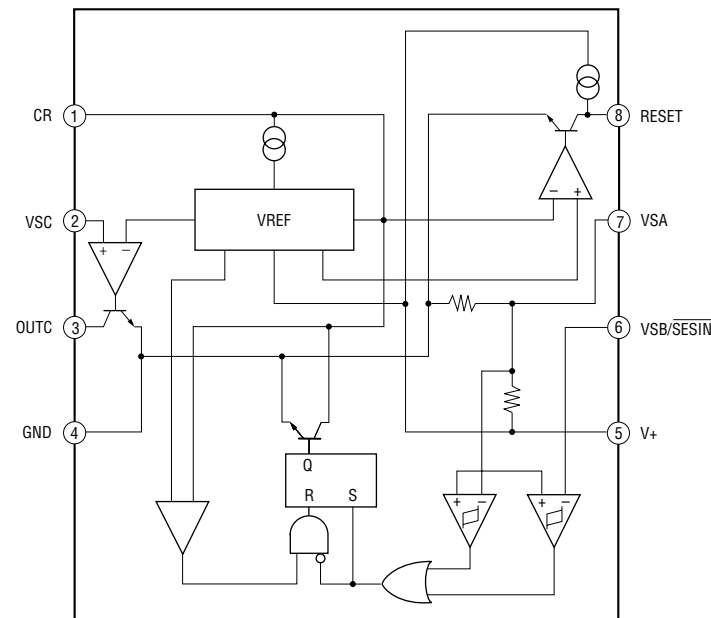 CR 1
8 RESET
VREF
VSC 2
7 VSA
+ −
− +
OUTC 3
6 VSB/SESIN
GND 4
5 V+
Q
R S
+ −
+ −